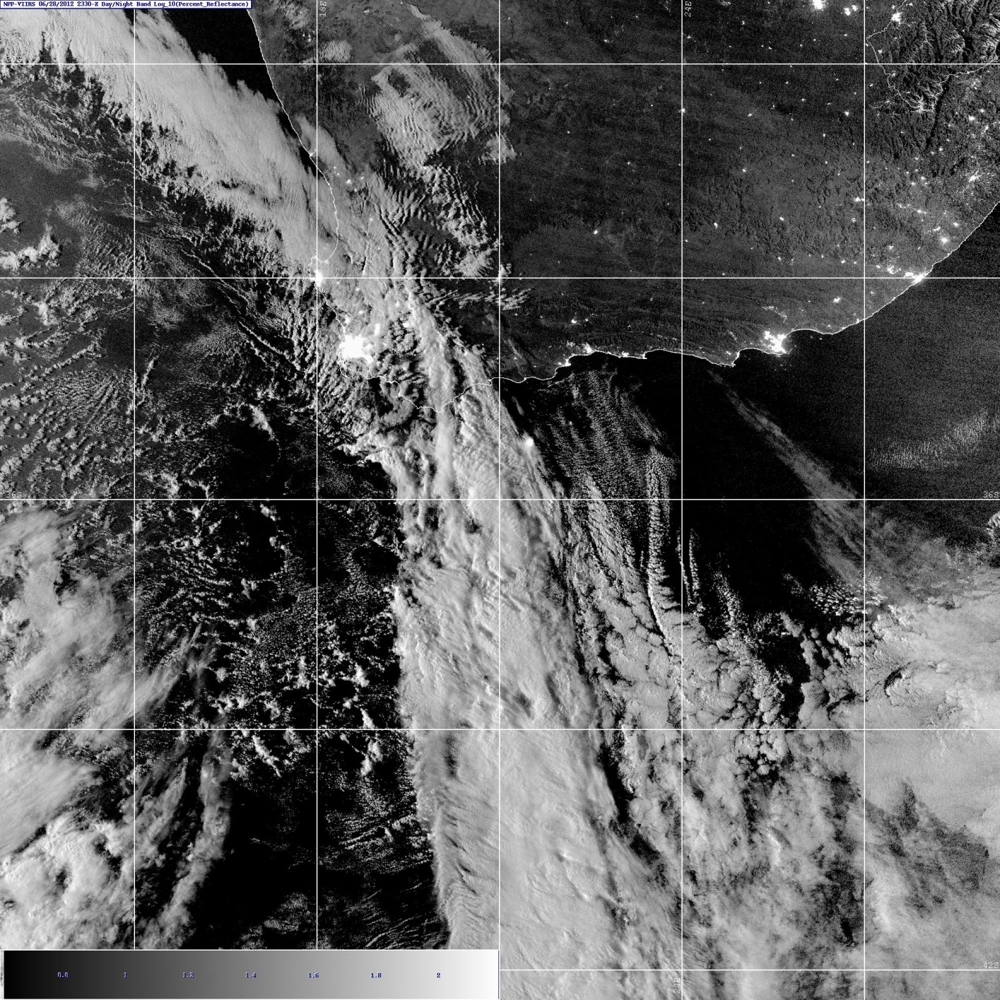 NPP-VIIRS 06/28/2012 2330-Z Day/Night Band Log_10(Percent_Reflectance)
18E
24E
36S
42S
24E
0.8 1 1.2 1.4 1.6 1.8 2